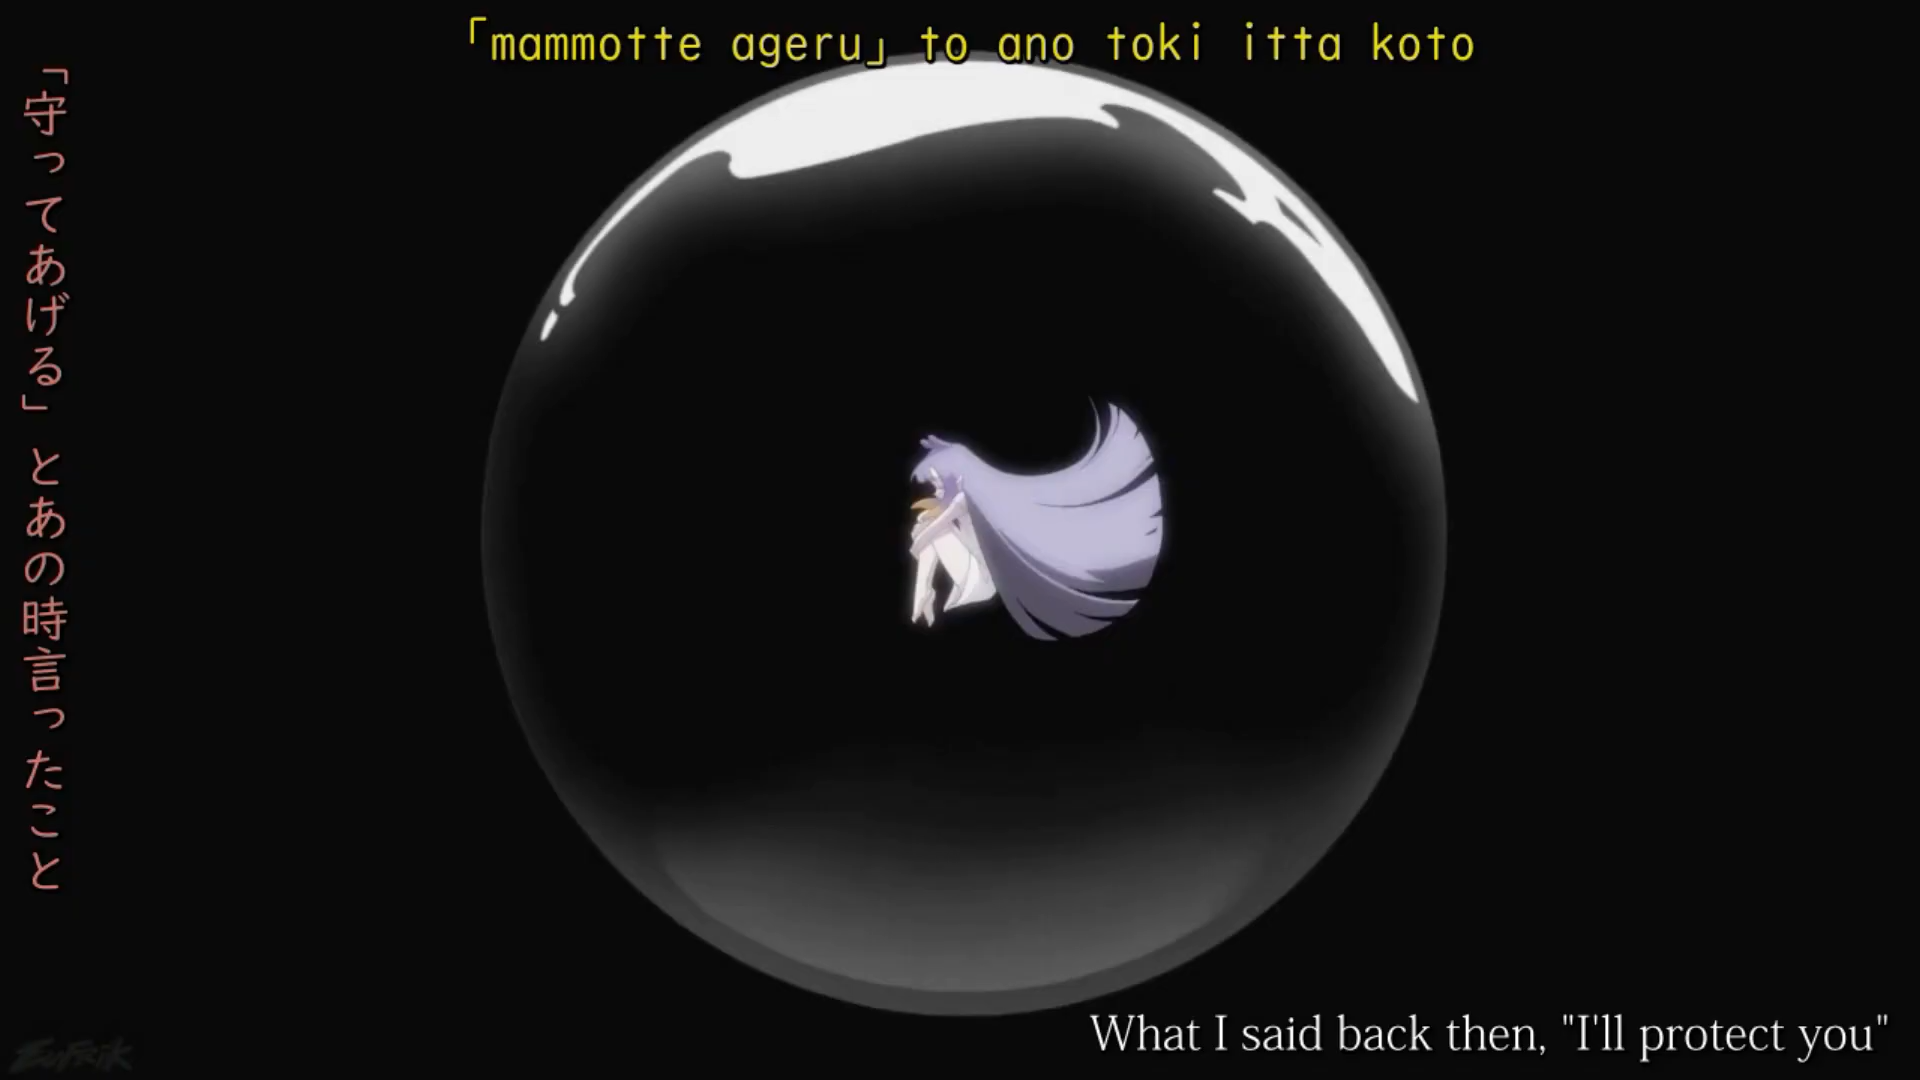 「mammotte ageru」 to ano toki itta koto
「守ってあげる」とあの時言ったこと
What I said back then, "I'll protect you"